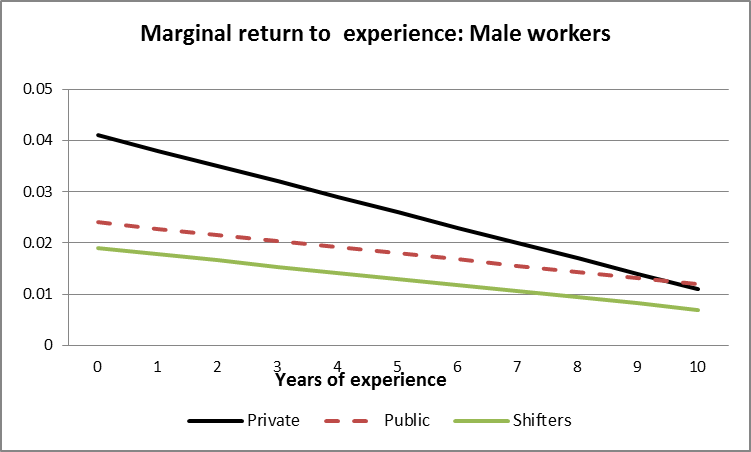 Marginal return to  experience: Male workers
0.05
0.04
0.03
0.02
0.01
0
0 1 2 3 4 5 6 7 8 9 10
Years of experience
Private Public Shifters